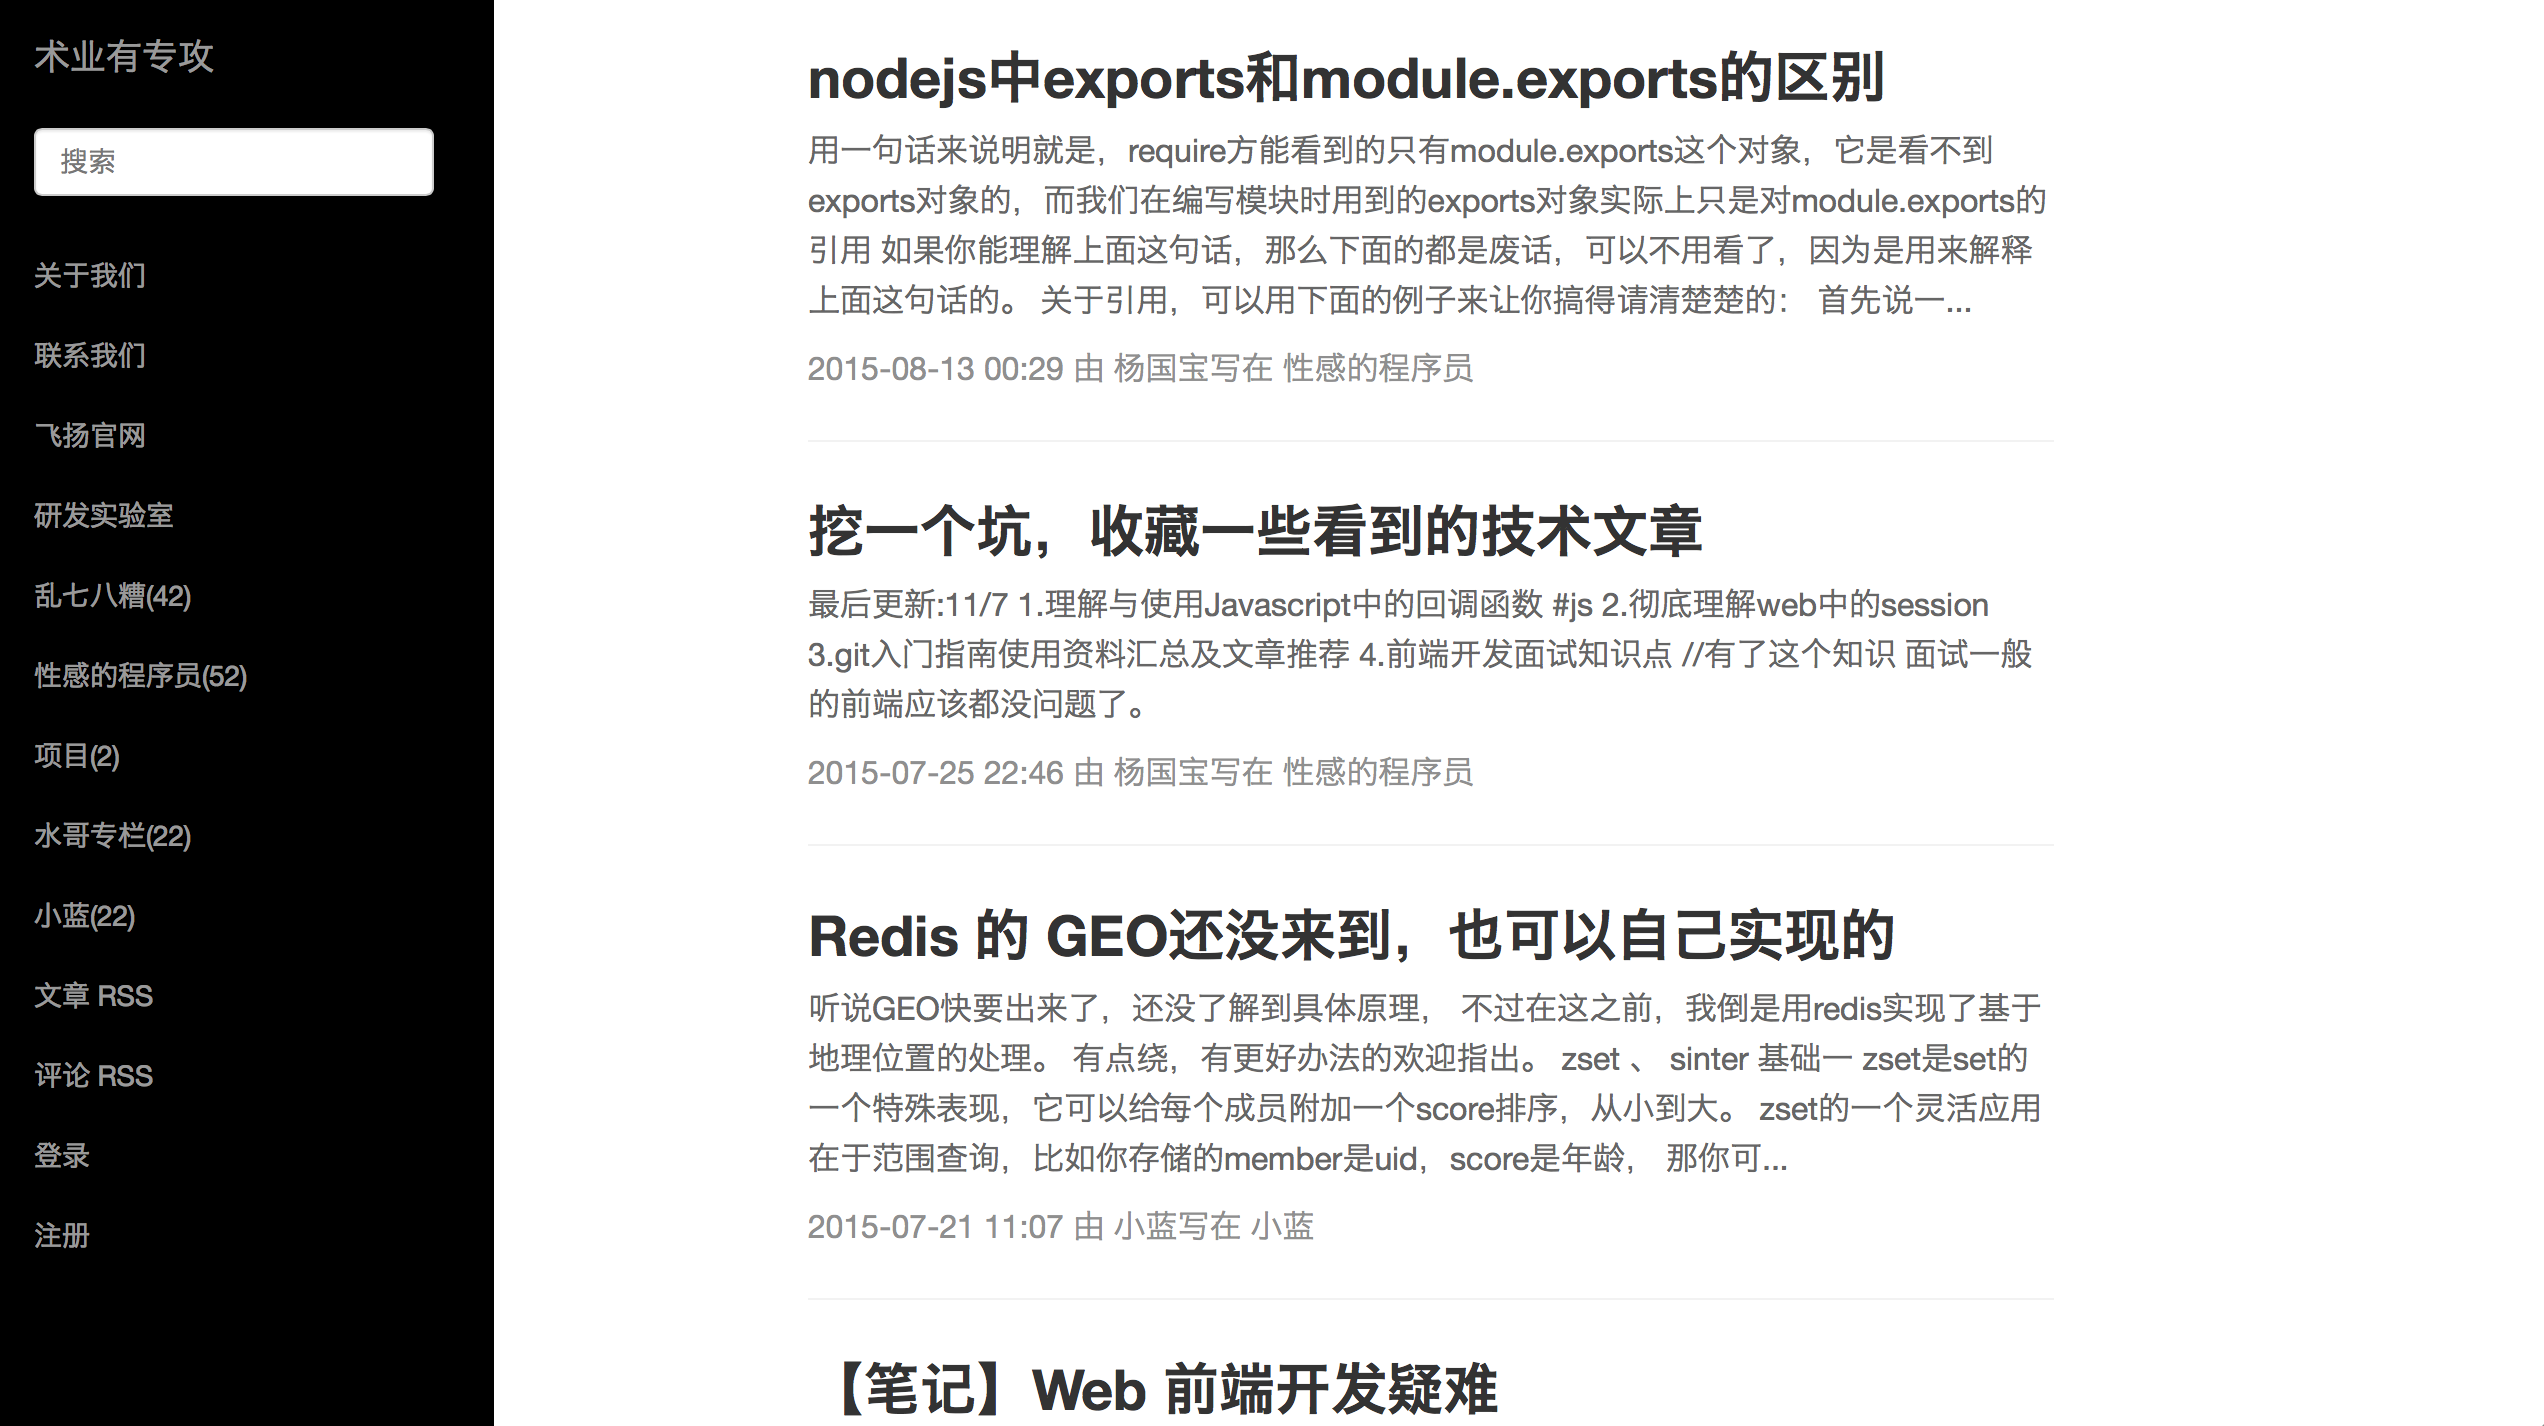 术业有专攻
搜索
关于我们
联系我们
飞扬官网
研发实验室
乱七八糟(42)
性感的程序员(52)
项目(2)
水哥专栏(22)
小蓝(22)
文章 RSS
评论 RSS
登录
注册
nodejs中exports和module.exports的区别
用一句话来说明就是，require方能看到的只有module.exports这个对象，它是看不到
exports对象的，而我们在编写模块时用到的exports对象实际上只是对module.exports的
引用 如果你能理解上面这句话，那么下面的都是废话，可以不用看了，因为是用来解释
上面这句话的。 关于引用，可以用下面的例子来让你搞得请清楚楚的： 首先说一...
2015-08-13 00:29 由 杨国宝写在 性感的程序员
挖一个坑，收藏一些看到的技术文章
最后更新:11/7 1.理解与使用Javascript中的回调函数 #js 2.彻底理解web中的session
3.git入门指南使用资料汇总及文章推荐 4.前端开发面试知识点 //有了这个知识 面试一般
的前端应该都没问题了。
2015-07-25 22:46 由 杨国宝写在 性感的程序员
Redis 的 GEO还没来到，也可以自己实现的
听说GEO快要出来了，还没了解到具体原理， 不过在这之前，我倒是用redis实现了基于
地理位置的处理。 有点绕，有更好办法的欢迎指出。 zset 、 sinter 基础一 zset是set的
一个特殊表现，它可以给每个成员附加一个score排序，从小到大。 zset的一个灵活应用
在于范围查询，比如你存储的member是uid，score是年龄， 那你可...
2015-07-21 11:07 由 小蓝写在 小蓝
【笔记】Web 前端开发疑难